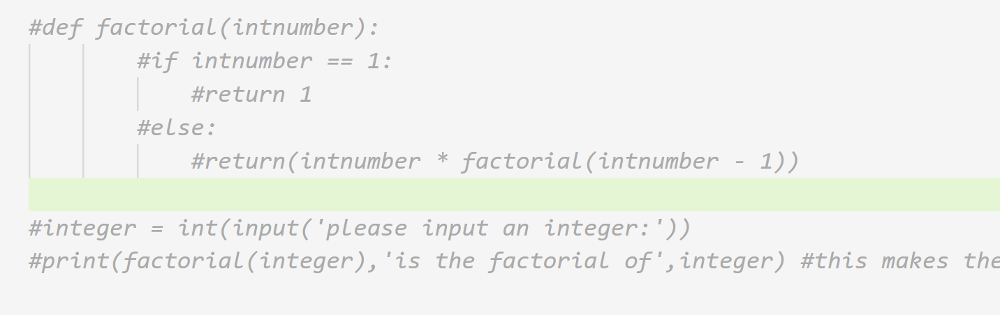 #def factorial(intnumber):
#if intnumber == 1:
#return 1
#else:
#return(intnumber * factorial(intnumber - 1))
#integer = int(input('please input an integer:'))
#print(factorial(integer),'is the factorial of',integer) #this makes the